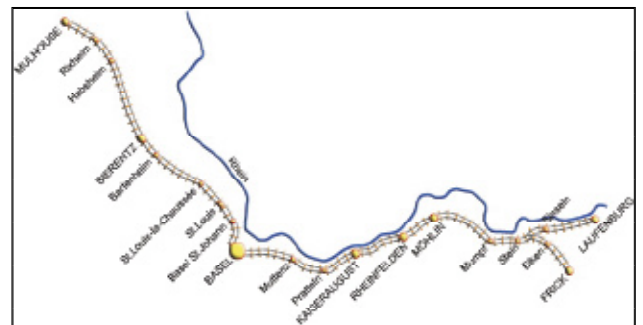 MULHOUSE
Rixheim
Habsheim
SIERENTZ
Bartenheim
St.Louis-la-Chaussée
St.Louis
Basel St.Johann
BASEL
Rhein
Muttenz
Pratteln
KAISERAUGST
RHEINFELDEN
MÖHLIN
Mumpf
Stein
Eiken
FRICK
LAUFENBURG